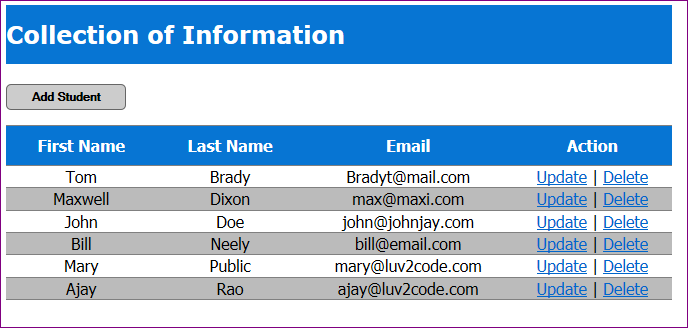 Collection of Information
Add Student
First Name Last Name Email Action
Tom Brady Bradyt@mail.com Update | Delete
Maxwell Dixon max@maxi.com Update | Delete
John Doe john@johnjay.com Update | Delete
Bill Neely bill@email.com Update | Delete
Mary Public mary@luv2code.com Update | Delete
Ajay Rao ajay@luv2code.com Update | Delete